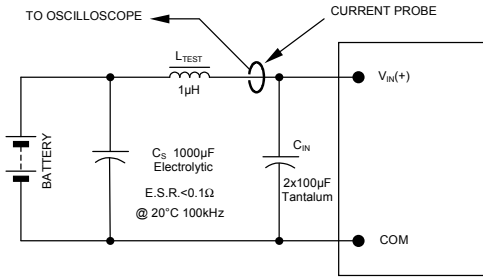 TO OSCILLOSCOPE
CURRENT PROBE
LTEST
1µH
VIN(+)
BATTERY
CS 1000µF
Electrolytic
E.S.R.<0.1Ω
@ 20°C 100kHz
CIN
2x100µF
Tantalum
COM